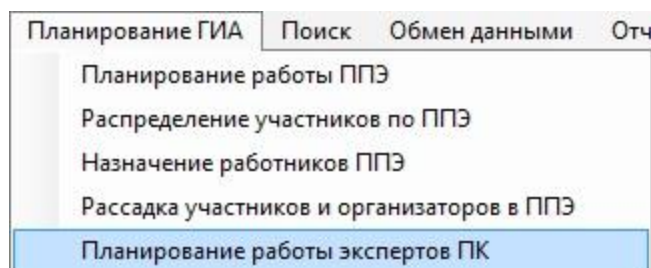 Планирование ГИА Поиск Обмен данными Отч
Планирование работы ППЭ
Распределение участников по ППЭ
Назначение работников ППЭ
Рассадка участников и организаторов в ППЭ
Планирование работы экспертов ПК